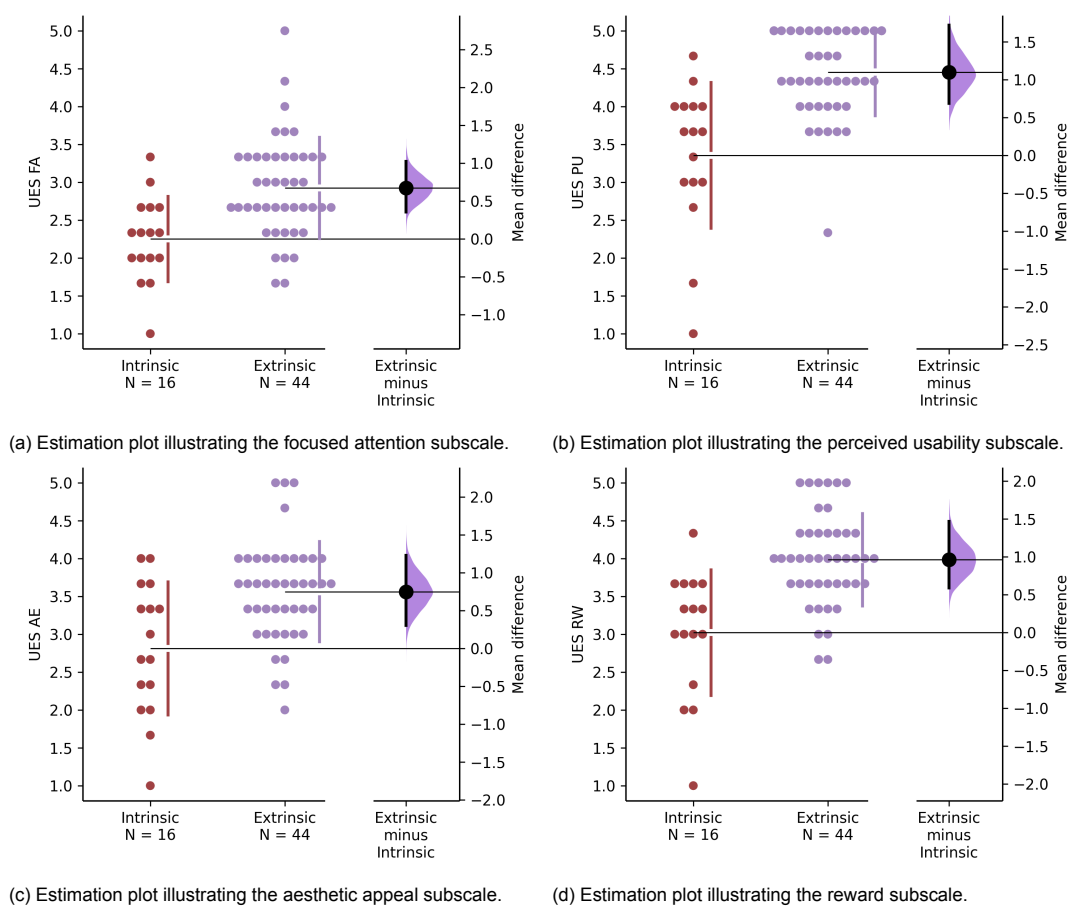 5.0
4.5
4.0
3.5
3.0
2.5
2.0
1.5
1.0
UES FA
2.5
2.0
1.5
1.0
0.5
0.0
−0.5
−1.0
Mean difference
Intrinsic
N = 16
Extrinsic
N = 44
Extrinsic
minus
Intrinsic
(a) Estimation plot illustrating the focused attention subscale.
5.0
4.5
4.0
3.5
3.0
2.5
2.0
1.5
1.0
UES PU
1.5
1.0
0.5
0.0
−0.5
−1.0
−1.5
−2.0
−2.5
Mean difference
Intrinsic
N = 16
Extrinsic
N = 44
Extrinsic
minus
Intrinsic
(b) Estimation plot illustrating the perceived usability subscale.
5.0
4.5
4.0
3.5
3.0
2.5
2.0
1.5
1.0
UES AE
2.0
1.5
1.0
0.5
0.0
−0.5
−1.0
−1.5
−2.0
Mean difference
Intrinsic
N = 16
Extrinsic
N = 44
Extrinsic
minus
Intrinsic
(c) Estimation plot illustrating the aesthetic appeal subscale.
5.0
4.5
4.0
3.5
3.0
2.5
2.0
1.5
1.0
UES RW
2.0
1.5
1.0
0.5
0.0
−0.5
−1.0
−1.5
−2.0
Mean difference
Intrinsic
N = 16
Extrinsic
N = 44
Extrinsic
minus
Intrinsic
(d) Estimation plot illustrating the reward subscale.